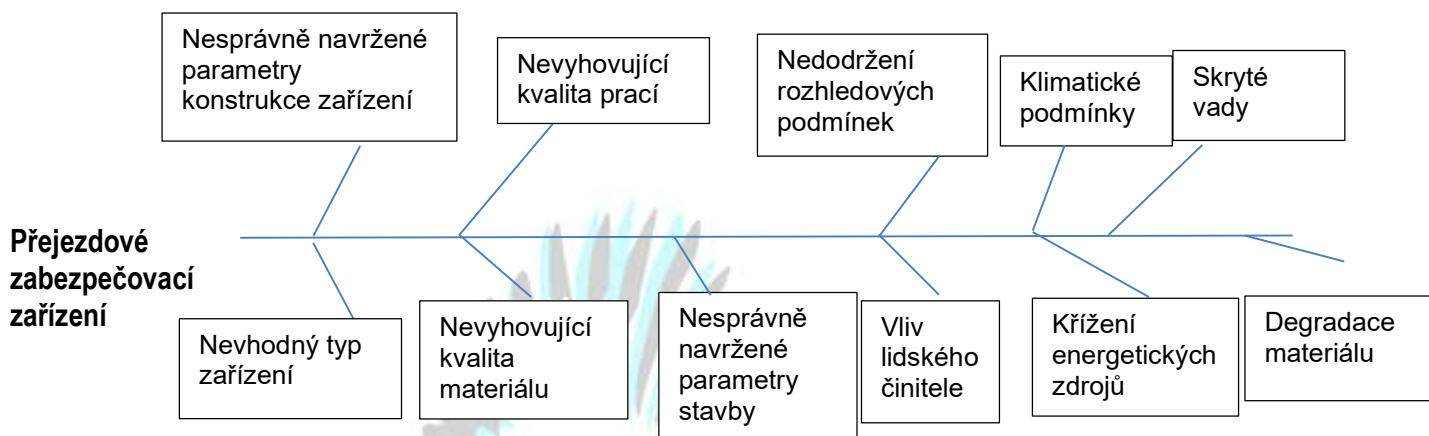 Nesprávně navržené
parametry
konstrukce zařízení
Nevyhovující
kvalita prací
Nedodržení
rozhledových
podmínek
Klimatické
podmínky
Skryté
vady
Přejezdové
zabezpečovací
zařízení
Nevhodný typ
zařízení
Nevyhovující
kvalita
materiálu
Nesprávně
navržené
parametry
stavby
Vliv
lidského
činitele
Křížení
energetických
zdrojů
Degradace
materiálu